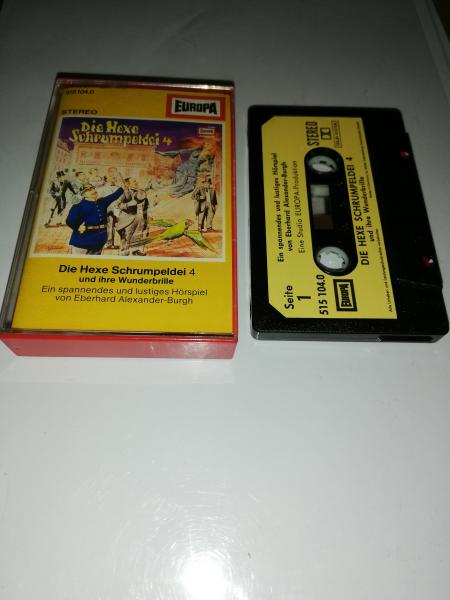 515 104.0
EUROPA
STEREO
Die Hexe
Schrumpeldei 4
Die Hexe Schrumpeldei 4
und ihre Wunderbrille
Ein spannendes und lustiges Hörspiel
von Eberhard Alexander-Burgh
Ein spannendes und lustiges Hörspiel
von Eberhard Alexander-Burgh
Eine Studio EUROPA-Produktion
STEREO
Seite
1
515 104.0
EUROPA
DIE HEXE SCHRUMPELDEI 4
und ihre Wunderbrille